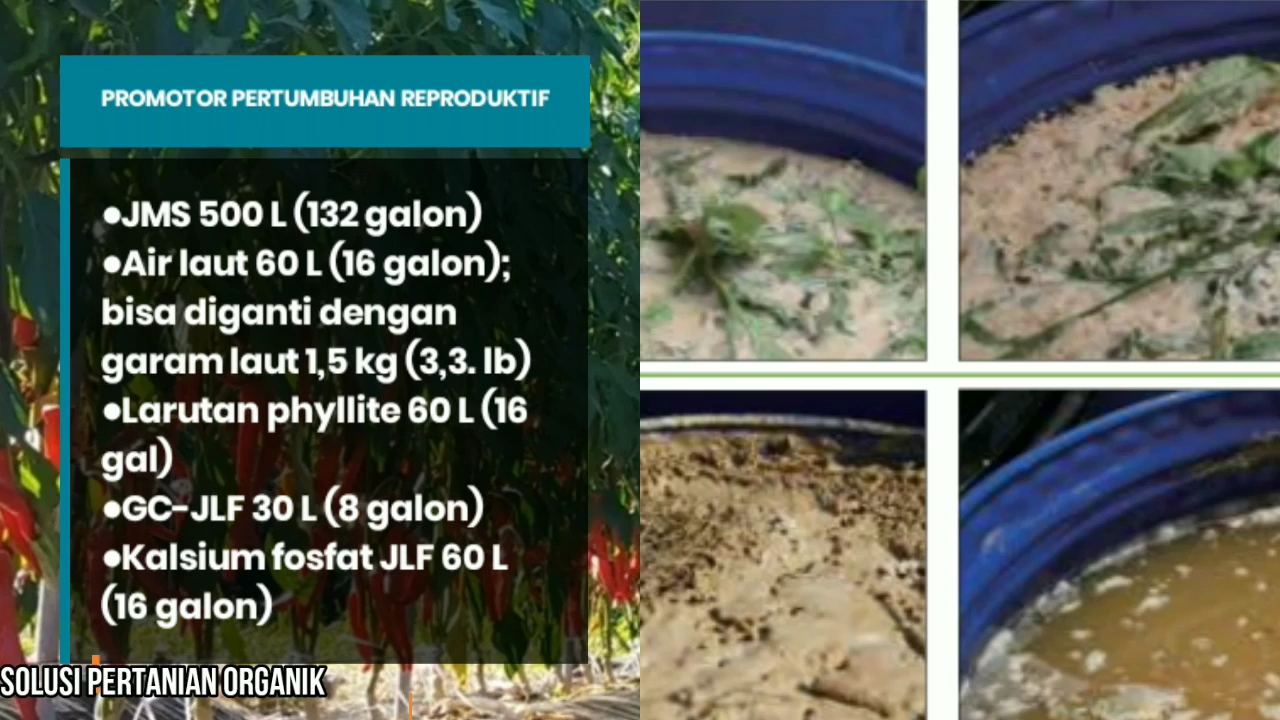 PROMOTOR PERTUMBUHAN REPRODUKTIF
●JMS 500 L (132 galon)
●Air laut 60 L (16 galon);
bisa diganti dengan
garam laut 1,5 kg (3,3. lb)
●Larutan phyllite 60 L (16
gal)
●GC-JLF 30 L (8 galon)
●Kalsium fosfat JLF 60 L
(16 galon)
SOLUSI PERTANIAN ORGANIK